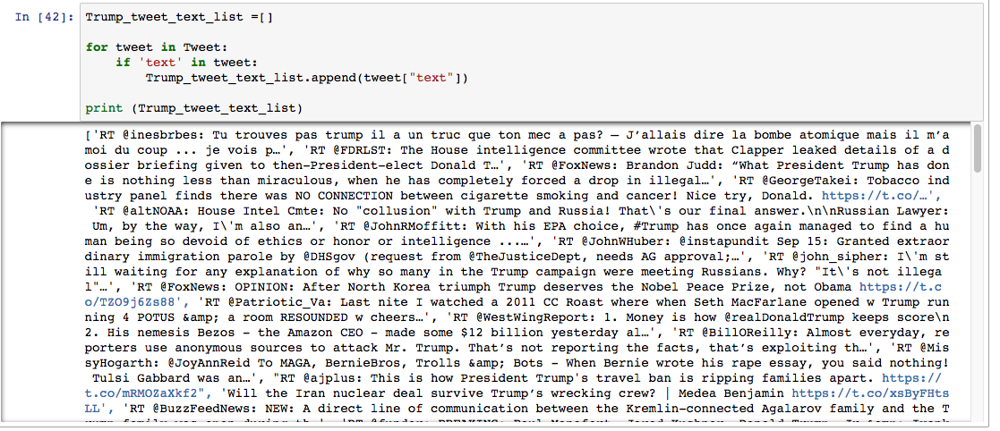 In [42]: Trump_tweet_text_list =[]
for tweet in Tweet:
if 'text' in tweet:
Trump_tweet_text_list.append(tweet["text"])
print (Trump_tweet_text_list)
['RT @inesbrbes: Tu trouves pas trump il a un truc que ton mec a pas? — J’allais dire la bombe atomique mais il m’a
moi du coup ... je vois p…', 'RT @FDRLST: The House intelligence committee wrote that Clapper leaked details of a d
ossier briefing given to then-President-elect Donald T…', 'RT @FoxNews: Brandon Judd: “What President Trump has don
e is nothing less than miraculous, when he has completely forced a drop in illegal…', 'RT @GeorgeTakei: Tobacco ind
ustry panel finds there was NO CONNECTION between cigarette smoking and cancer! Nice try, Donald. https://t.co/…',
'RT @altNOAA: House Intel Cmte: No "collusion" with Trump and Russia! That\'s our final answer.\n\nRussian Lawyer:
Um, by the way, I\'m also an…', 'RT @JohnRMoffitt: With his EPA choice, #Trump has once again managed to find a hu
man being so devoid of ethics or honor or intelligence ...…', 'RT @JohnWHuber: @instapundit Sep 15: Granted extraor
dinary immigration parole by @DHSgov (request from @TheJusticeDept, needs AG approval;…', 'RT @john_sipher: I\'m st
ill waiting for any explanation of why so many in the Trump campaign were meeting Russians. Why? "It\'s not illega
l"…', 'RT @FoxNews: OPINION: After North Korea triumph Trump deserves the Nobel Peace Prize, not Obama https://t.c
o/TZO9j6Zs88', 'RT @Patriotic_Va: Last nite I watched a 2011 CC Roast where when Seth MacFarlane opened w Trump run
ning 4 POTUS &amp; a room RESOUNDED w cheers…', 'RT @WestWingReport: 1. Money is how @realDonaldTrump keeps score\n
2. His nemesis Bezos - the Amazon CEO - made some $12 billion yesterday al…', 'RT @BillOReilly: Almost everyday, re
porters use anonymous sources to attack Mr. Trump. That’s not reporting the facts, that’s exploiting th…', 'RT @Mis
syHogarth: @JoyAnnReid To MAGA, BernieBros, Trolls &amp; Bots - When Bernie wrote his rape essay, you said nothing!
Tulsi Gabbard was an…', "RT @ajplus: This is how President Trump's travel ban is ripping families apart. https://
t.co/mRMOZaXkf2", 'Will the Iran nuclear deal survive Trump’s wrecking crew? | Medea Benjamin https://t.co/xsByFHts
LL', 'RT @BuzzFeedNews: NEW: A direct line of communication between the Kremlin-connected Agalarov family and the T